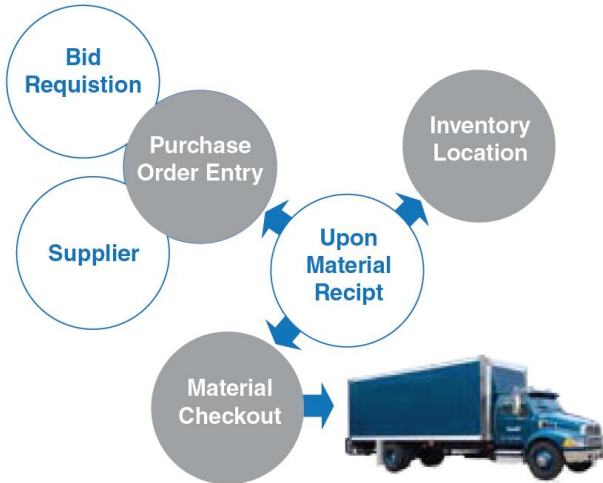 Bid
Requistion
Purchase
Order Entry
Inventory
Location
Supplier
Upon
Material
Recipt
Material
Checkout